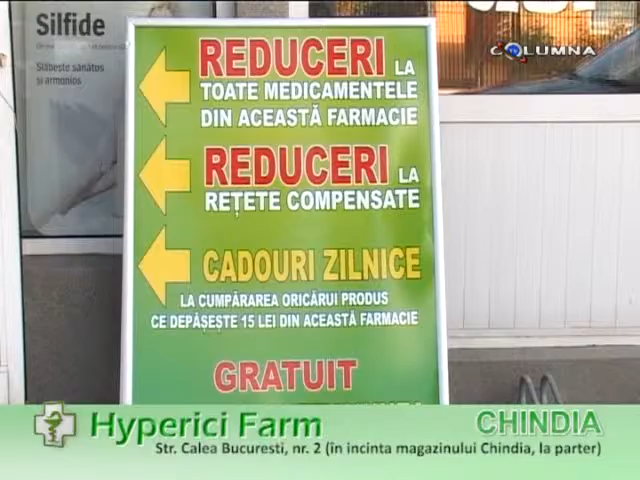 Silfide
Slăbește sănătos
și armonios
COLUMNA
REDUCERI LA
TOATE MEDICAMENTELE
DIN ACEASTĂ FARMACIE
REDUCERI LA
REȚETE COMPENSATE
CADOURI ZILNICE
LA CUMPĂRAREA ORICĂRUI PRODUS
CE DEPĂȘEȘTE 15 LEI DIN ACEASTĂ FARMACIE
GRATUIT
Hyperici Farm
CHINDIA
Str. Calea Bucuresti, nr. 2 (în incinta magazinului Chindia, la parter)